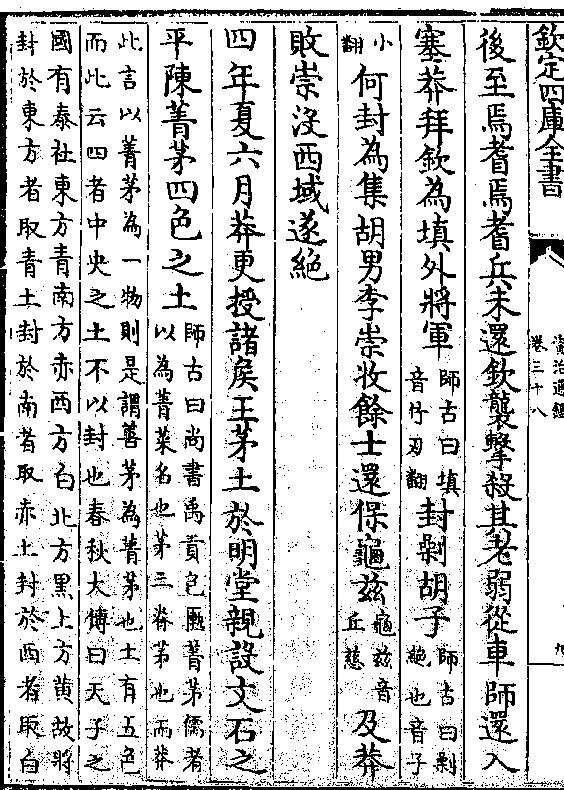 欽定四庫全書
資治通鑑
卷三十八
後至焉耆焉耆兵未還欽襲擊殺其老弱從車師還入
塞莽拜欽為填外將軍師古曰填音竹刃翻封剿胡子師古曰剿絶也音子
小翻何封為集胡男李崇收餘士還保龜兹龜兹音丘慈及莽
敗崇沒西域遂絕
四年夏六月莽更授諸侯王茅土於明堂親設文石之
平陳菁茅四色之土師古曰尚書禹貢包匭菁茅儒者以為菁菜名也茅三脊茅也而莽
此言以菁茅為一物則是謂善茅為菁茅也土有五色
而此云四者中央之土不以封也春秋大傳曰天子之
國有泰社東方青南方赤西方白北方黑上方黄故將
封於東方者取青土封於南者取赤土封於西者取白